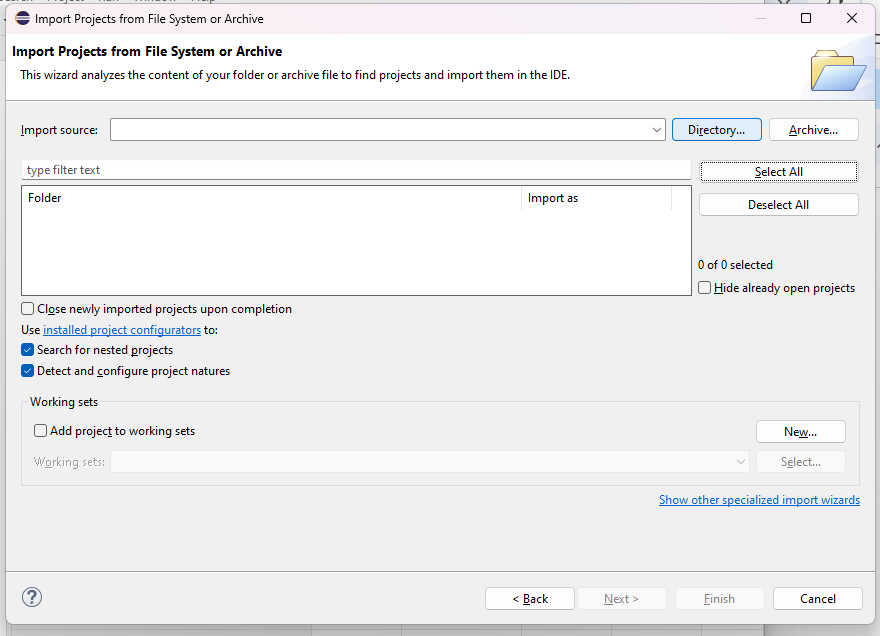 Import Projects from File System or Archive
Import Projects from File System or Archive
This wizard analyzes the content of your folder or archive file to find projects and import them in the IDE.
Import source:
Directory...
Archive...
type filter text
Select All
Folder
Import as
Deselect All
0 of 0 selected
Hide already open projects
Close newly imported projects upon completion
Use installed project configurators to:
Search for nested projects
Detect and configure project natures
Working sets
Add project to working sets
New...
Working sets:
Select...
Show other specialized import wizards
?
< Back
Next >
Finish
Cancel